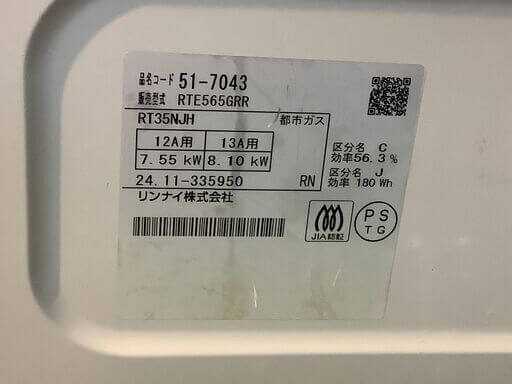 品名コード 51-7043
販売型式 RTE565GRR
RT35NJH 都市ガス
12A用 13A用
7.55 kW 8.10 kW
24.11-335950 RN
リンナイ株式会社
区分名 C
効率56.3%
区分名 J
効率 180 Wh
JIA認証
PS
TG